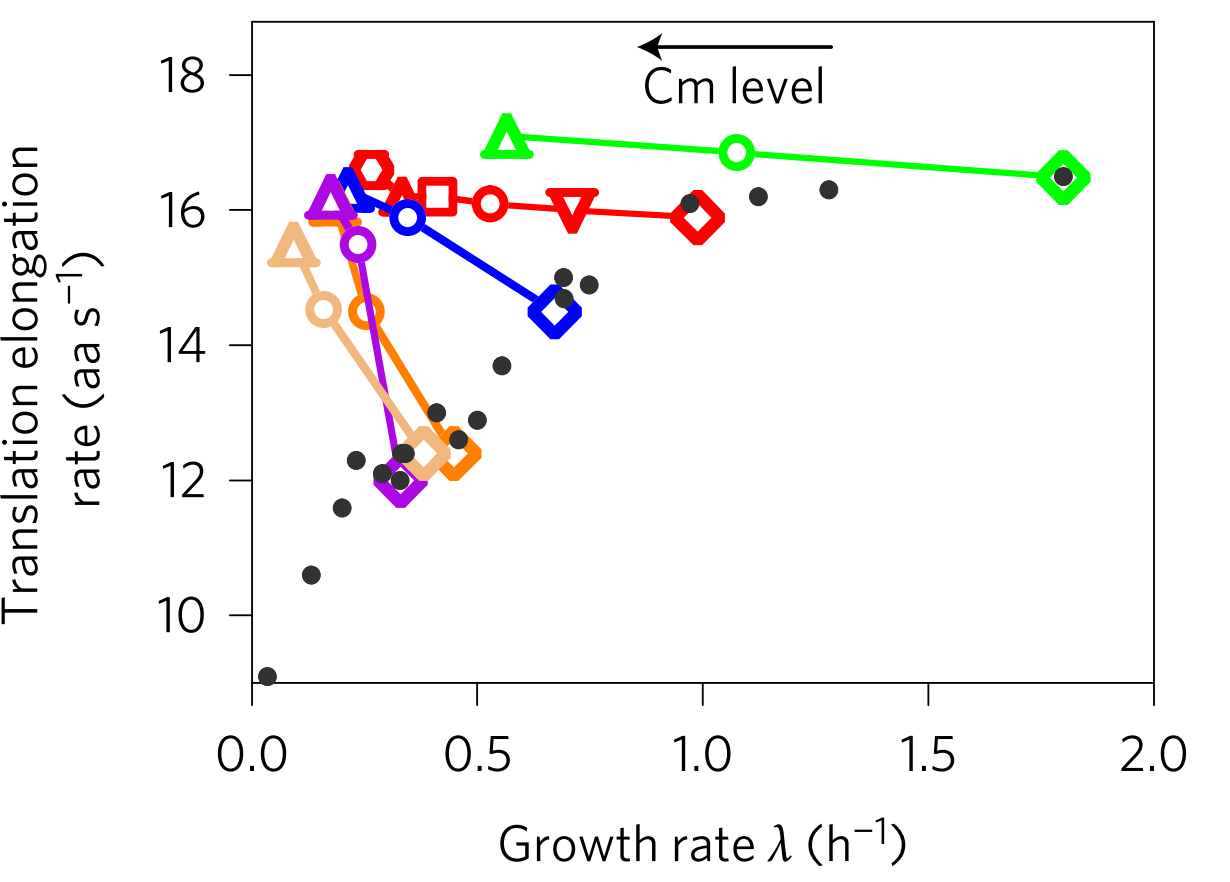 Translation elongation
rate (aa s⁻¹)
18
16
14
12
10
Cm level
0.0
0.5
1.0
1.5
2.0
Growth rate λ (h⁻¹)